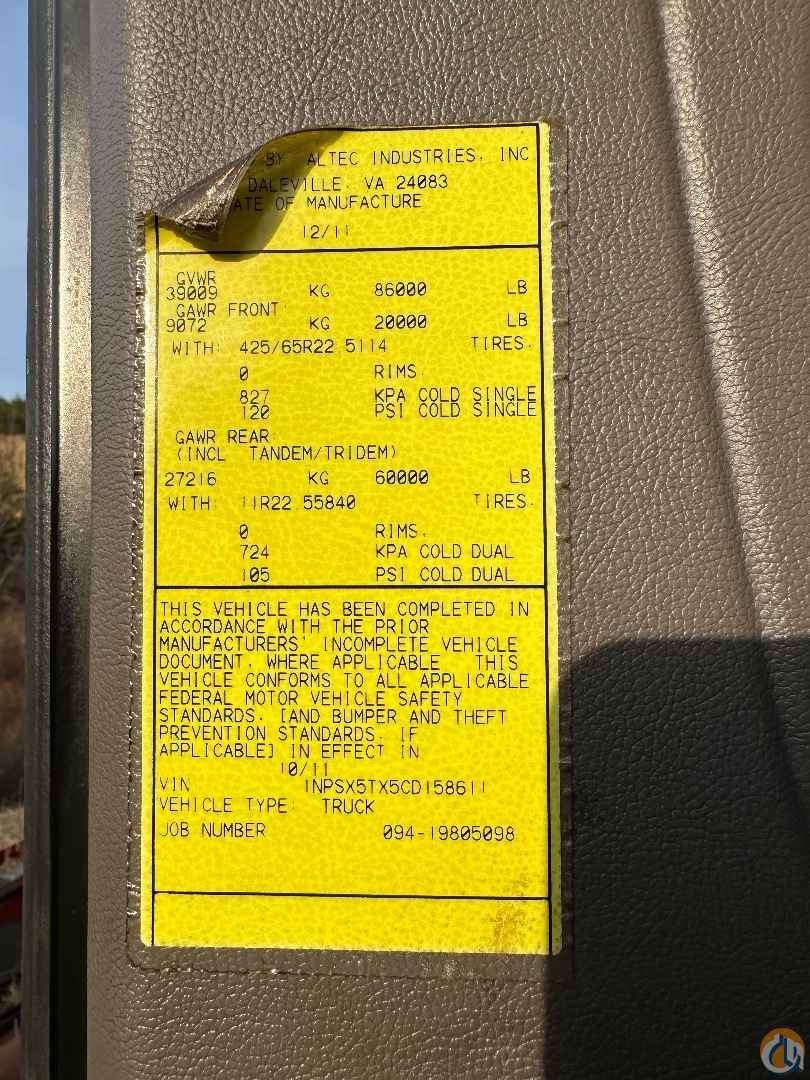 BY ALTEC INDUSTRIES, INC
DALEVILLE, VA 24083
ATE OF MANUFACTURE
12/11
GVWR
39009 KG 86000 LB
GAWR FRONT
9072 KG 20000 LB
WITH: 425/65R22.5114 TIRES.
0 RIMS.
827 KPA COLD SINGLE
120 PSI COLD SINGLE
GAWR REAR
(INCL TANDEM/TRIDEM)
27216 KG 60000 LB
WITH: 11R22.55840 TIRES.
0 RIMS.
724 KPA COLD DUAL
105 PSI COLD DUAL
THIS VEHICLE HAS BEEN COMPLETED IN
ACCORDANCE WITH THE PRIOR
MANUFACTURERS' INCOMPLETE VEHICLE
DOCUMENT, WHERE APPLICABLE. THIS
VEHICLE CONFORMS TO ALL APPLICABLE
FEDERAL MOTOR VEHICLE SAFETY
STANDARDS, [AND BUMPER AND THEFT
PREVENTION STANDARDS, IF
APPLICABLE] IN EFFECT IN
10/11
VIN 1NPSX5TX5CD158611
VEHICLE TYPE: TRUCK
JOB NUMBER 094-19805098